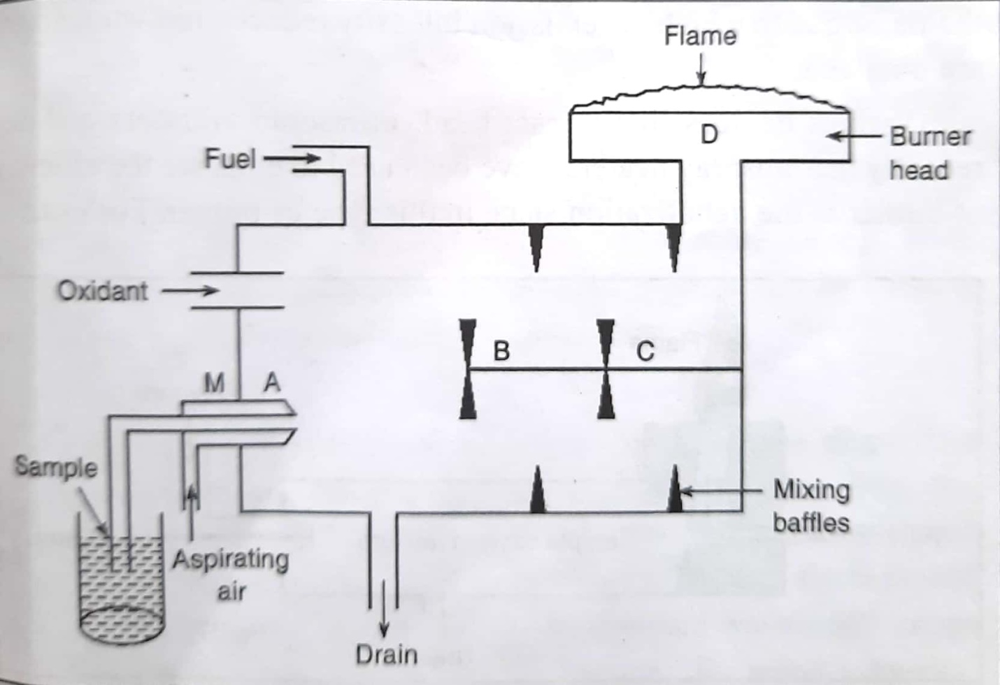 Flame
D
Burner
head
Fuel
Oxidant
B
C
M
A
Sample
Mixing
baffles
Aspirating
air
Drain